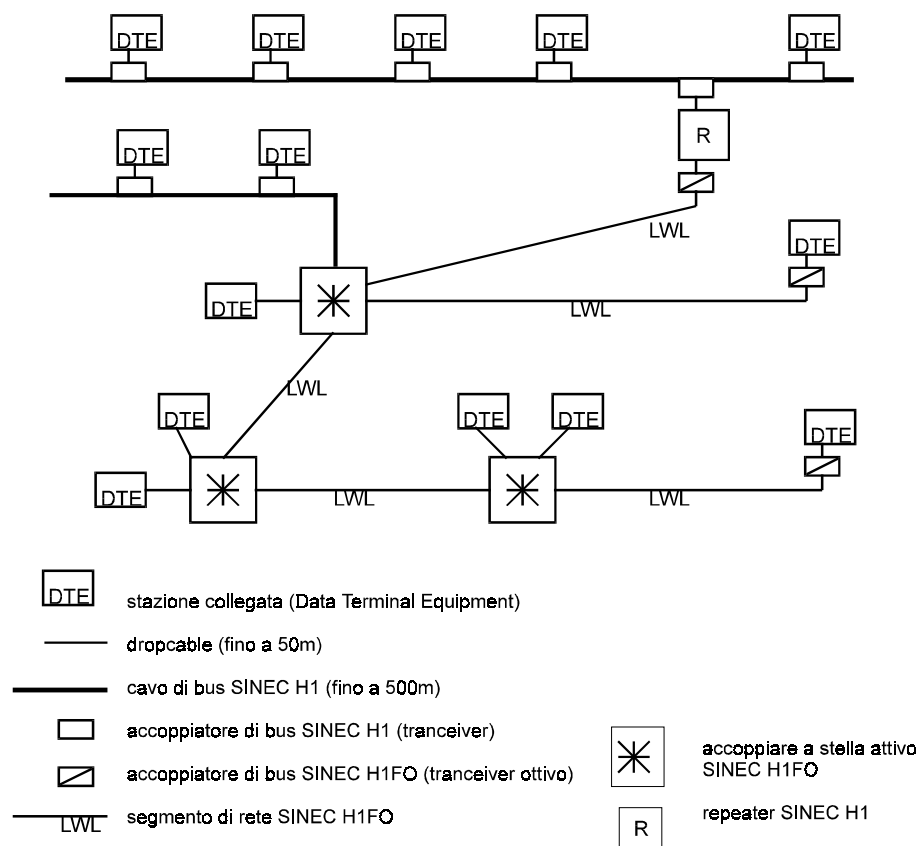 DTE DTE DTE DTE DTE
R
DTE DTE
LWL
DTE
DTE
LWL
LWL
DTE DTE DTE
DTE
DTE
LWL LWL
DTE stazione collegata (Data Terminal Equipment)
dropcable (fino a 50m)
cavo di bus SINEC H1 (fino a 500m)
accoppiatore di bus SINEC H1 (tranceiver)
accoppiatore di bus SINEC H1FO (tranceiver ottivo)
LWL segmento di rete SINEC H1FO
accoppiare a stella attivo
SINEC H1FO
R repeater SINEC H1